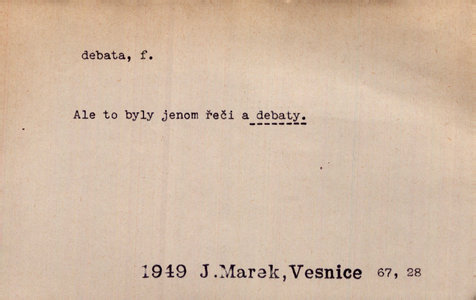 debata, f.
Ale to byly jenom řeči a debaty.
1949 J.Marek,Vesnice 67, 28